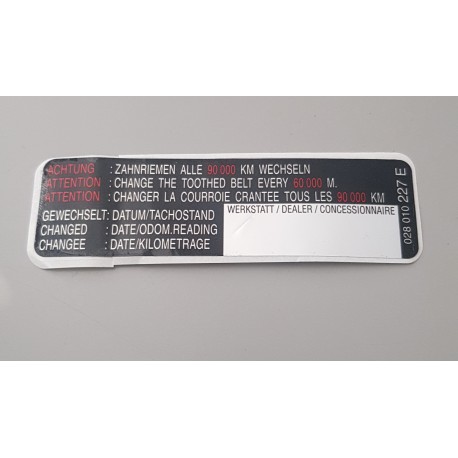 ACHTUNG : ZAHNRIEMEN ALLE 90 000 KM WECHSELN
ATTENTION : CHANGE THE TOOTHED BELT EVERY 60 000 M.
ATTENTION : CHANGER LA COURROIE CRANTEE TOUS LES 90 000 KM
GEWECHSELT: DATUM/TACHOSTAND
CHANGED : DATE/ODOM.READING
CHANGEE : DATE/KILOMETRAGE
WERKSTATT / DEALER / CONCESSIONNAIRE
028 010 227 E